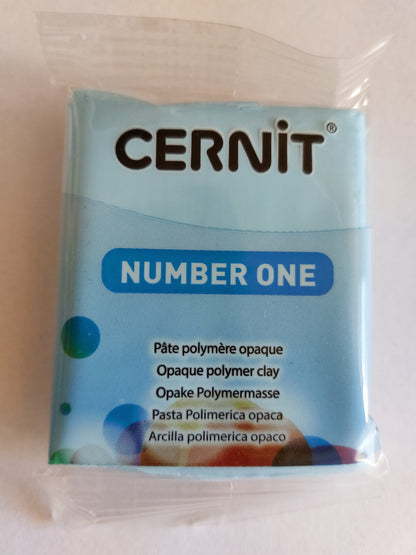 CERNiT®
NUMBER ONE
Pâte polymère opaque
Opaque polymer clay
Opake Polymermasse
Pasta Polimerica opaca
Arcilla polimerica opaco